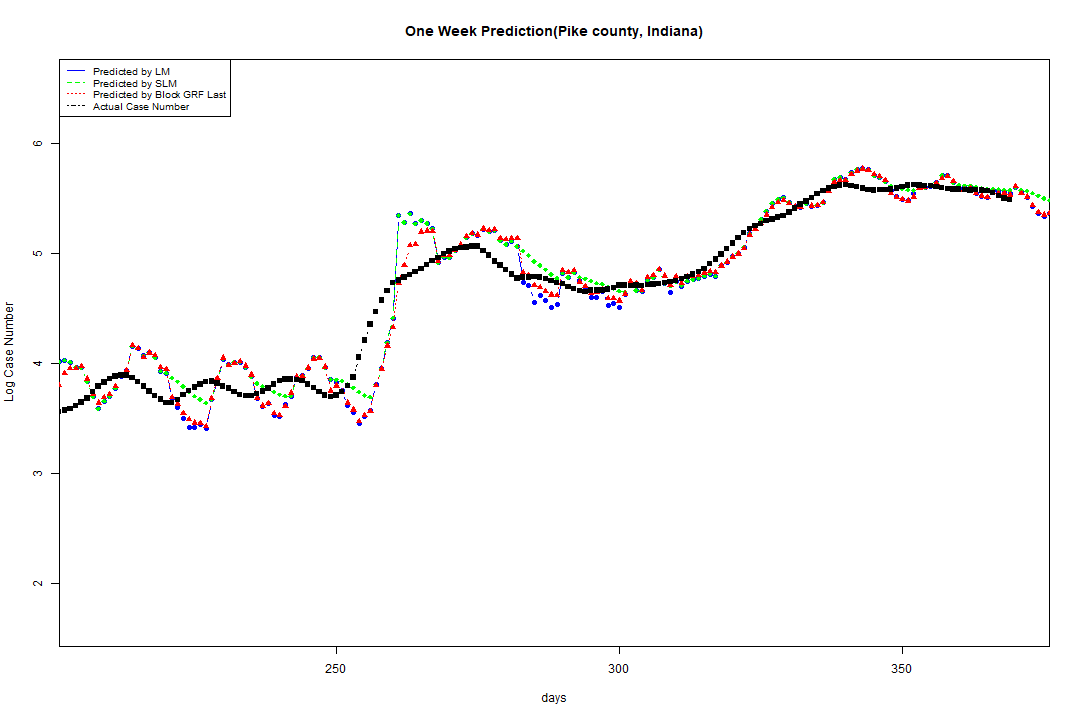 One Week Prediction(Pike county, Indiana)
Predicted by LM
Predicted by SLM
Predicted by Block GRF Last
Actual Case Number
6
5
4
3
2
Log Case Number
250 300 350
days